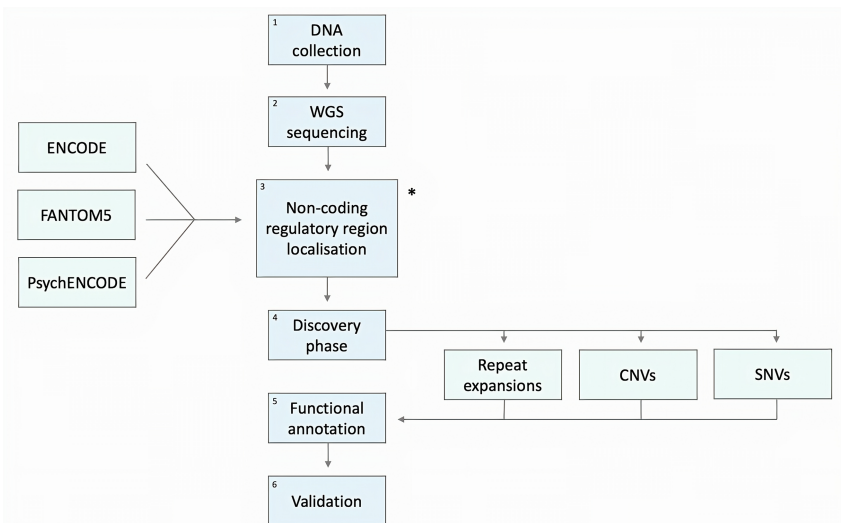 1
DNA
collection
2
WGS
sequencing
ENCODE
FANTOM5
PsychENCODE
3
Non-coding
regulatory region
localisation
*
4
Discovery
phase
Repeat
expansions
CNVs
SNVs
5
Functional
annotation
6
Validation